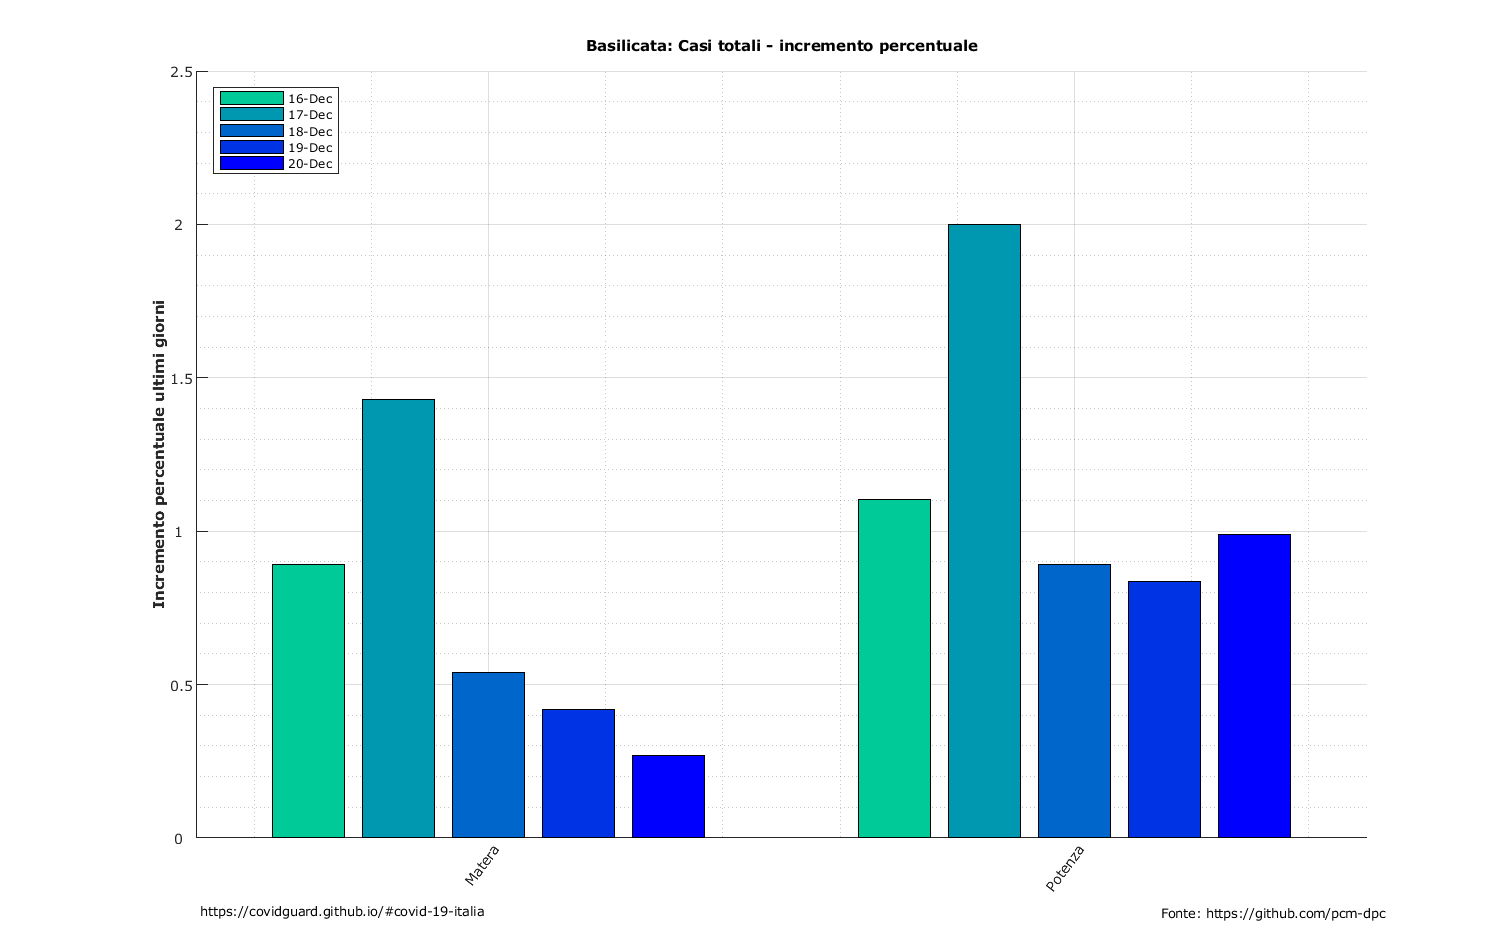 Basilicata: Casi totali - incremento percentuale
2.5
2
1.5
1
0.5
0
Incremento percentuale ultimi giorni
16-Dec
17-Dec
18-Dec
19-Dec
20-Dec
Matera
Potenza
https://covidguard.github.io/#covid-19-italia
Fonte: https://github.com/pcm-dpc